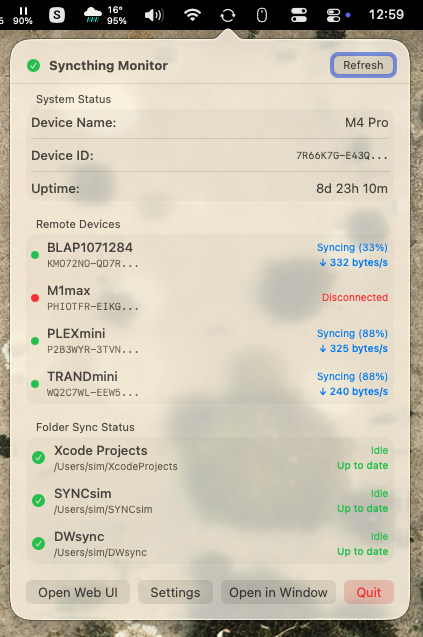 5 90% S 16° 95% 12:59
Syncthing Monitor Refresh
System Status
Device Name: M4 Pro
Device ID: 7R66K7G-E43Q...
Uptime: 8d 23h 10m
Remote Devices
BLAP1071284 Syncing (33%)
KMO72NO-QD7R... ↓ 332 bytes/s
M1max
PHIOTFR-EIKG... Disconnected
PLEXmini Syncing (88%)
P2B3WYR-3TVN... ↓ 325 bytes/s
TRANDmini Syncing (88%)
WQ2C7WL-EEW5... ↓ 240 bytes/s
Folder Sync Status
Xcode Projects Idle
/Users/sim/XcodeProjects Up to date
SYNCsim Idle
/Users/sim/SYNCsim Up to date
DWsync Idle
/Users/sim/DWsync Up to date
Open Web UI Settings Open in Window Quit